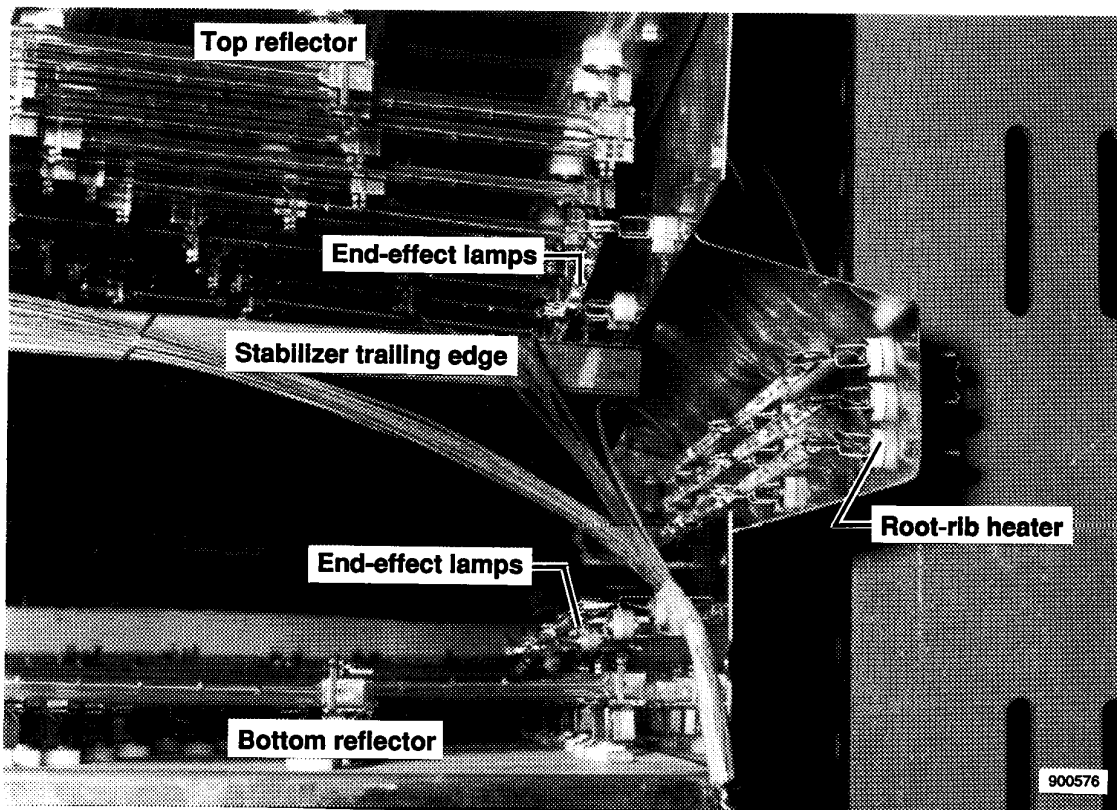 Top reflector
End-effect lamps
Stabilizer trailing edge
Root-rib heater
End-effect lamps
Bottom reflector
900576